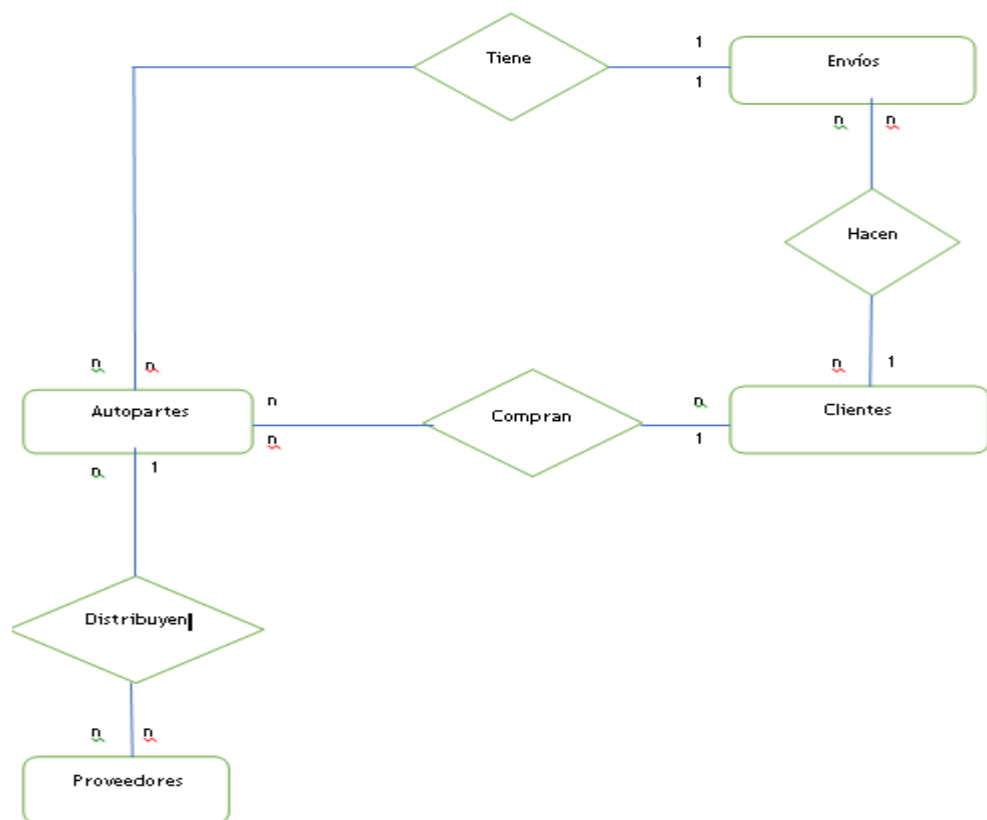 Tiene
1
1
Envíos
n n
Hacen
n 1
n n
Autopartes
n
n
Compran
n
1
Clientes
n 1
Distribuyen
n n
Proveedores